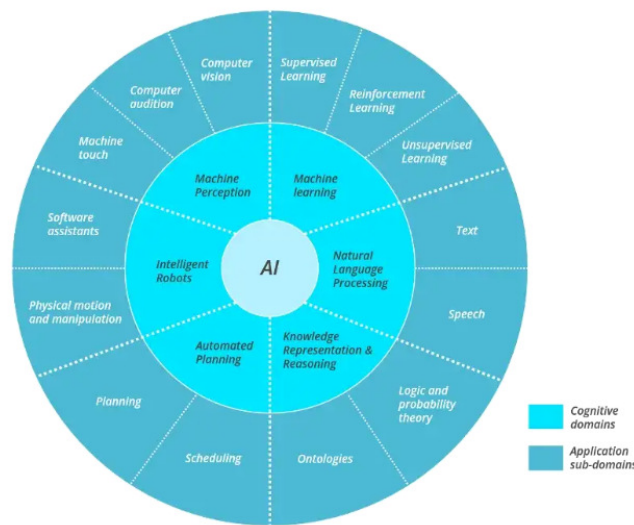 Computer
vision
Supervised
Learning
Computer
audition
Reinforcement
Learning
Machine
touch
Unsupervised
Learning
Machine
Perception
Machine
learning
Software
assistants
Text
Intelligent
Robots
AI
Natural
Language
Processing
Physical motion
and manipulation
Speech
Automated
Planning
Knowledge
Representation &
Reasoning
Planning
Logic and
probability
theory
Scheduling
Ontologies
Cognitive
domains
Application
sub-domains